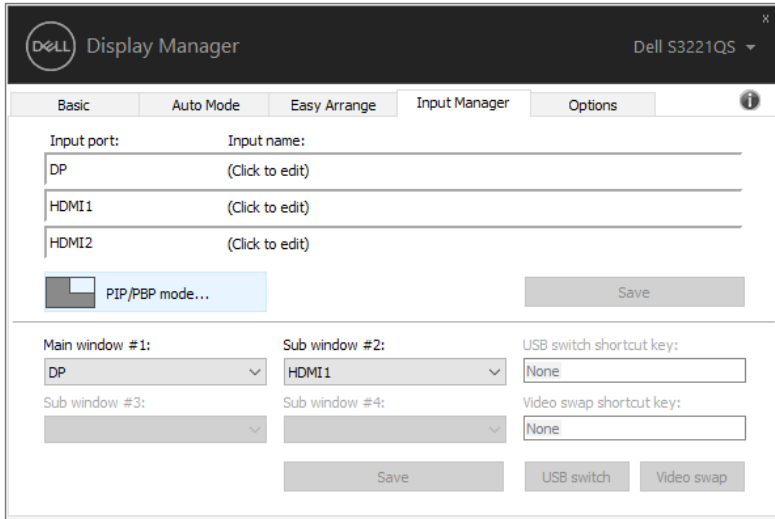 x
DELL Display Manager Dell S3221QS
Basic Auto Mode Easy Arrange Input Manager Options i
Input port: Input name:
DP (Click to edit)
HDMI1 (Click to edit)
HDMI2 (Click to edit)
PIP/PBP mode... Save
Main window #1: Sub window #2: USB switch shortcut key:
DP HDMI1 None
Sub window #3: Sub window #4: Video swap shortcut key:
None
Save USB switch Video swap